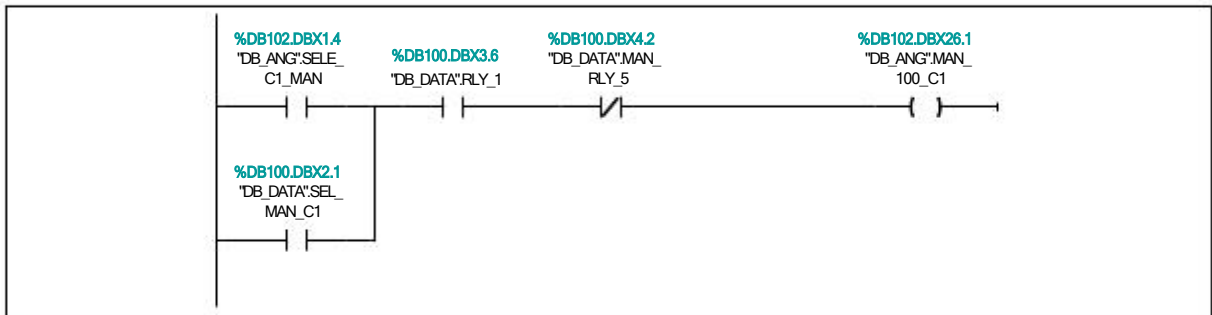 %DB102.DBX1.4
"DB_ANG".SELE_
C1_MAN
%DB100.DBX3.6
"DB_DATA".RLY_1
%DB100.DBX4.2
"DB_DATA".MAN_
RLY_5
%DB102.DBX26.1
"DB_ANG".MAN_
100_C1
%DB100.DBX2.1
"DB_DATA".SEL_
MAN_C1